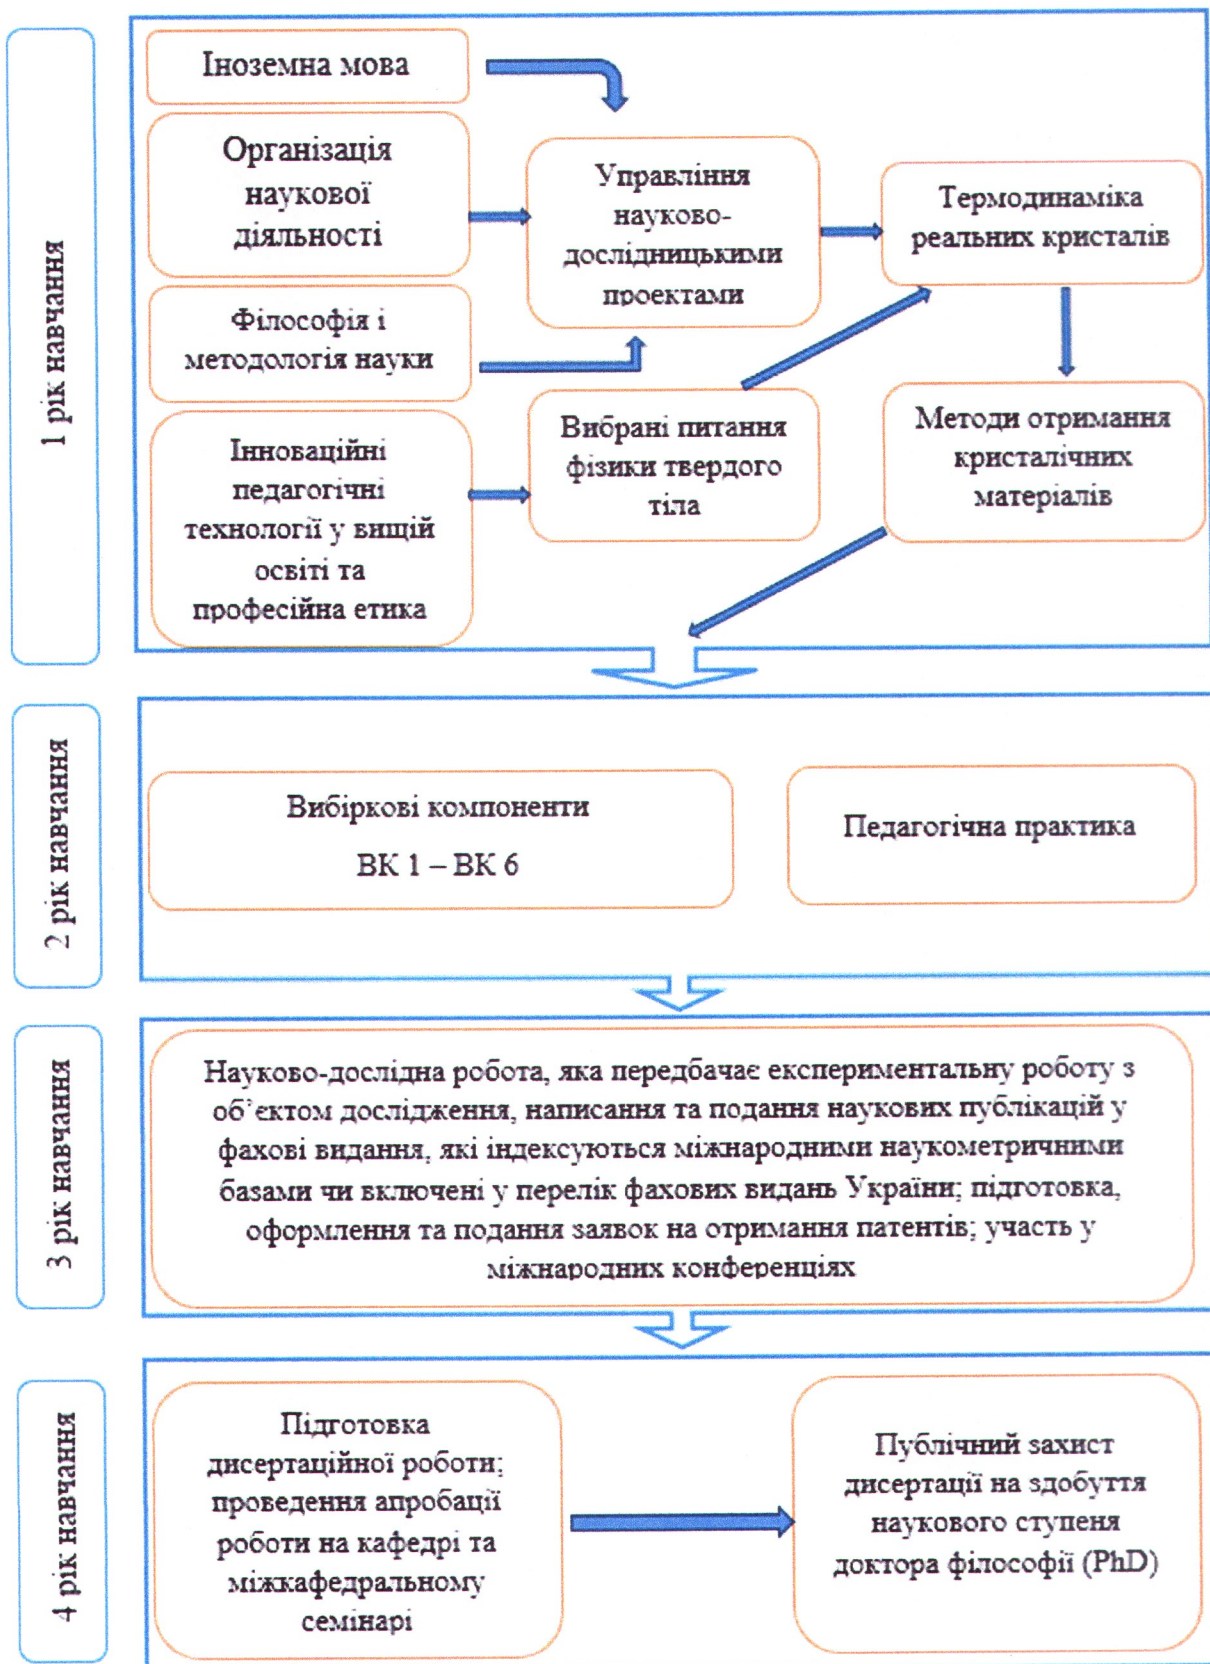 1 рік навчання
Іноземна мова
Організація
наукової
діяльності
Філософія і
методологія науки
Інноваційні
педагогічні
технології у вищій
освіті та
професійна етика
Управління
науково-
дослідницькими
проектами
Вибрані питання
фізики твердого
тіла
Термодинаміка
реальних кристалів
Методи отримання
кристалічних
матеріалів
2 рік навчання
Вибіркові компоненти
ВК 1 – ВК 6
Педагогічна практика
3 рік навчання
Науково-дослідна робота, яка передбачає експериментальну роботу з
об’єктом дослідження, написання та подання наукових публікацій у
фахові видання, які індексуються міжнародними наукометричними
базами чи включені у перелік фахових видань України; підготовка,
оформлення та подання заявок на отримання патентів; участь у
міжнародних конференціях
4 рік навчання
Підготовка
дисертаційної роботи;
проведення апробації
роботи на кафедрі та
міжкафедральному
семінарі
Публічний захист
дисертації на здобуття
наукового ступеня
доктора філософії (PhD)